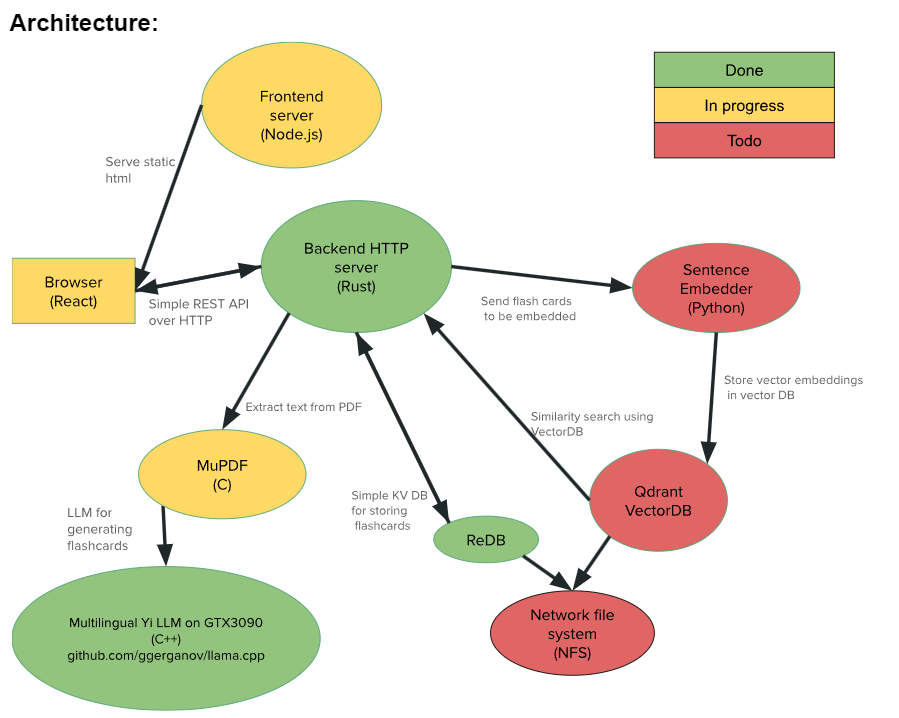 Architecture:
Done
In progress
Todo
Frontend
server
(Node.js)
Serve static
html
Backend HTTP
server
(Rust)
Browser
(React)
Simple REST API
over HTTP
Sentence
Embedder
(Python)
Send flash cards
to be embedded
Store vector embeddings
in vector DB
Extract text from PDF
Similarity search using
VectorDB
MuPDF
(C)
Qdrant
VectorDB
Simple KV DB
for storing
flashcards
LLM for
generating
flashcards
ReDB
Network file
system
(NFS)
Multilingual Yi LLM on GTX3090
(C++)
github.com/ggerganov/llama.cpp